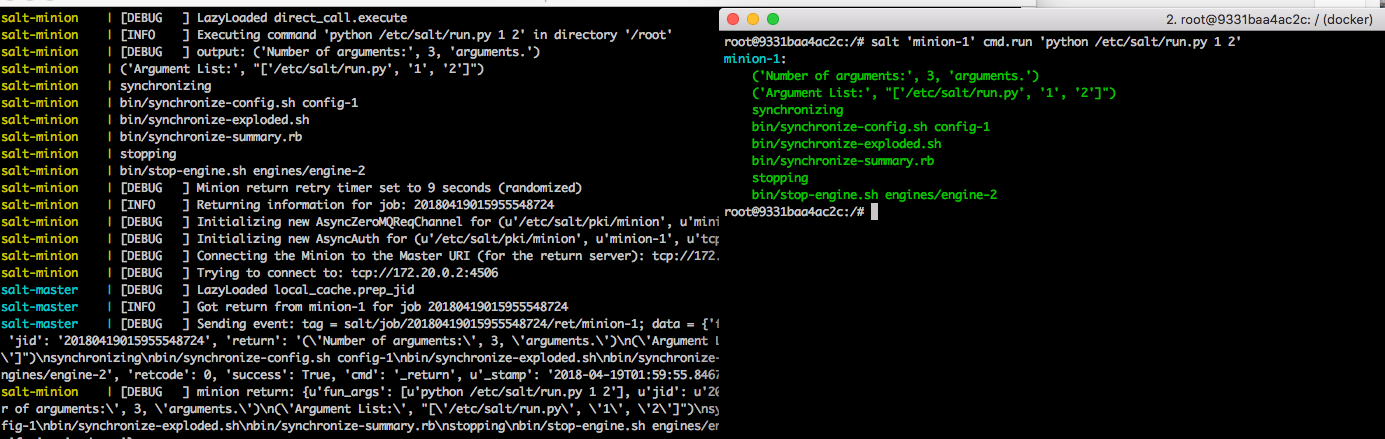 salt-minion | [DEBUG ] LazyLoaded direct_call.execute
salt-minion | [INFO ] Executing command 'python /etc/salt/run.py 1 2' in directory '/root'
salt-minion | [DEBUG ] output: ('Number of arguments:', 3, 'arguments.')
salt-minion | ('Argument List:', "['/etc/salt/run.py', '1', '2']")
salt-minion | synchronizing
salt-minion | bin/synchronize-config.sh config-1
salt-minion | bin/synchronize-exploded.sh
salt-minion | bin/synchronize-summary.rb
salt-minion | stopping
salt-minion | bin/stop-engine.sh engines/engine-2
salt-minion | [DEBUG ] Minion return retry timer set to 9 seconds (randomized)
salt-minion | [INFO ] Returning information for job: 20180419015955548724
salt-minion | [DEBUG ] Initializing new AsyncZeroMQReqChannel for (u'/etc/salt/pki/minion', u'mini
salt-minion | [DEBUG ] Initializing new AsyncAuth for (u'/etc/salt/pki/minion', u'minion-1', u'tcp
salt-minion | [DEBUG ] Connecting the Minion to the Master URI (for the return server): tcp://172.
salt-minion | [DEBUG ] Trying to connect to: tcp://172.20.0.2:4506
salt-master | [DEBUG ] LazyLoaded local_cache.prep_jid
salt-master | [INFO ] Got return from minion-1 for job 20180419015955548724
salt-master | [DEBUG ] Sending event: tag = salt/job/20180419015955548724/ret/minion-1; data = {'f
'jid': '20180419015955548724', 'return': '(\'Number of arguments:\', 3, \'arguments.\')\n(\'Argument L
\']")\nsynchronizing\nbin/synchronize-config.sh config-1\nbin/synchronize-exploded.sh\nbin/synchronize-
ngines/engine-2', 'retcode': 0, 'success': True, 'cmd': '_return', u'_stamp': '2018-04-19T01:59:55.8467
salt-minion | [DEBUG ] minion return: {u'fun_args': [u'python /etc/salt/run.py 1 2'], u'jid': u'20
r of arguments:\', 3, \'arguments.\')\n(\'Argument List:\', "[\'/etc/salt/run.py\', \'1\', \'2\']")\nsy
fig-1\nbin/synchronize-exploded.sh\nbin/synchronize-summary.rb\nstopping\nbin/stop-engine.sh engines/en
2. root@9331baa4ac2c: / (docker)
root@9331baa4ac2c:/# salt 'minion-1' cmd.run 'python /etc/salt/run.py 1 2'
minion-1:
('Number of arguments:', 3, 'arguments.')
('Argument List:', "['/etc/salt/run.py', '1', '2']")
synchronizing
bin/synchronize-config.sh config-1
bin/synchronize-exploded.sh
bin/synchronize-summary.rb
stopping
bin/stop-engine.sh engines/engine-2
root@9331baa4ac2c:/#